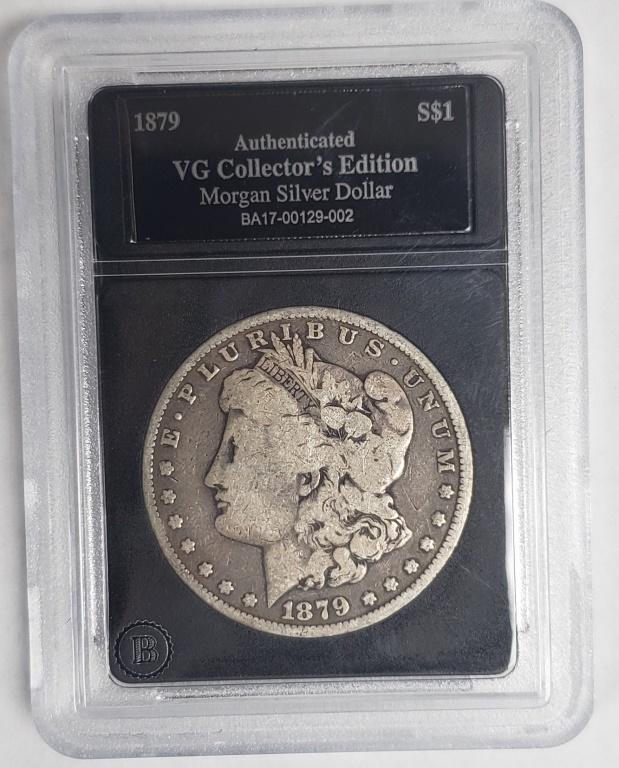 1879 S$1
Authenticated
VG Collector's Edition
Morgan Silver Dollar
BA17-00129-002
E · PLURIBUS · UNUM
LIBERTY
1879
B